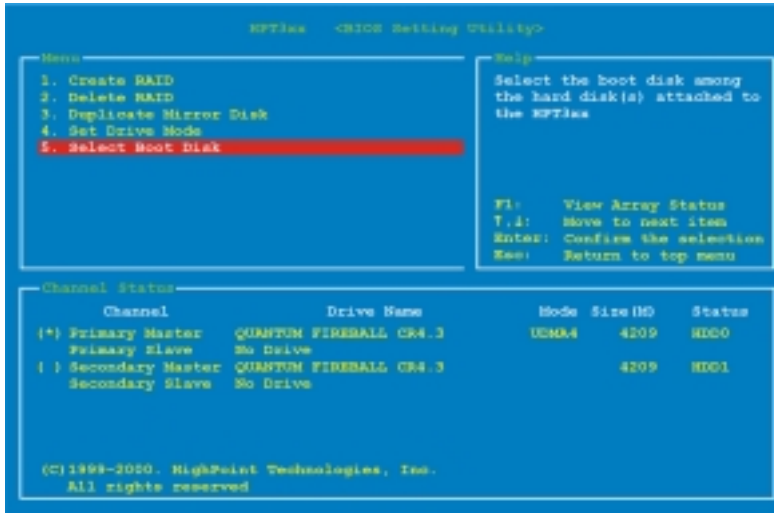 HPT3xx <BIOS Setting Utility>
Menu
1. Create RAID
2. Delete RAID
3. Duplicate Mirror Disk
4. Set Drive Mode
5. Select Boot Disk
Help
Select the boot disk among
the hard disk(s) attached to
the HPT3xx
F1: View Array Status
↑,↓: Move to next item
Enter: Confirm the selection
Esc: Return to top menu
Channel Status
Channel Drive Name Mode Size(M) Status
(*) Primary Master QUANTUM FIREBALL CR4.3 UDMA4 4209 HDD0
Primary Slave No Drive
( ) Secondary Master QUANTUM FIREBALL CR4.3 4209 HDD1
Secondary Slave No Drive
(C)1999-2000. HighPoint Technologies, Inc.
All rights reserved